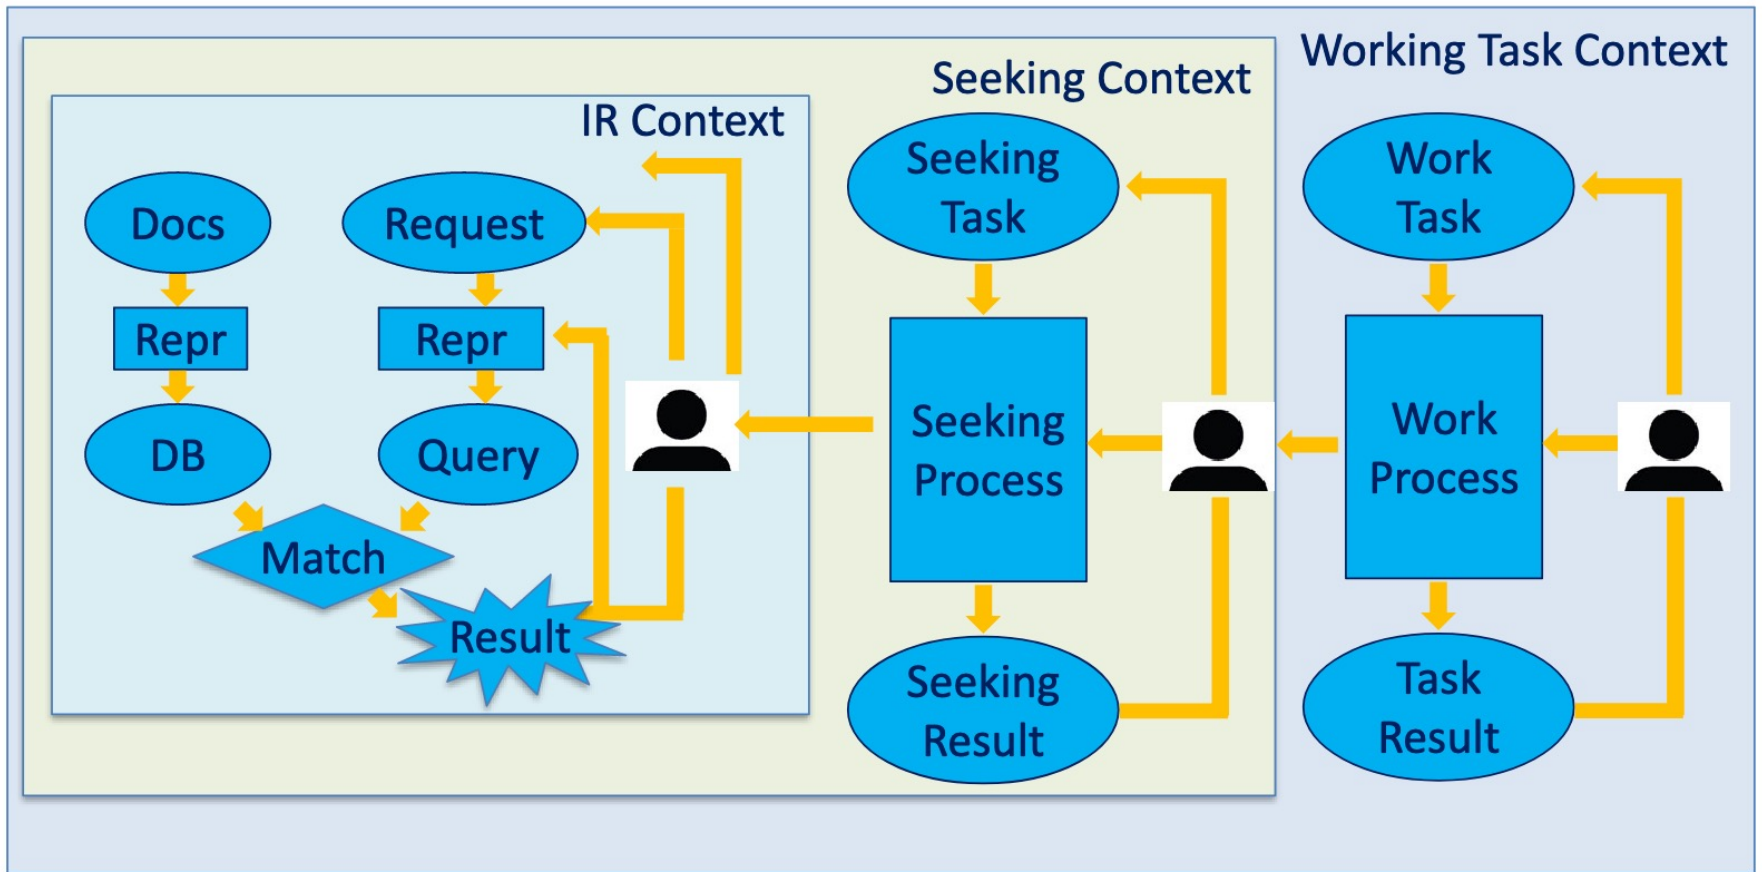 Working Task Context
Seeking Context
IR Context
Docs
Repr
DB
Request
Repr
Query
Match
Result
Seeking
Task
Seeking
Process
Seeking
Result
Work
Task
Work
Process
Task
Result